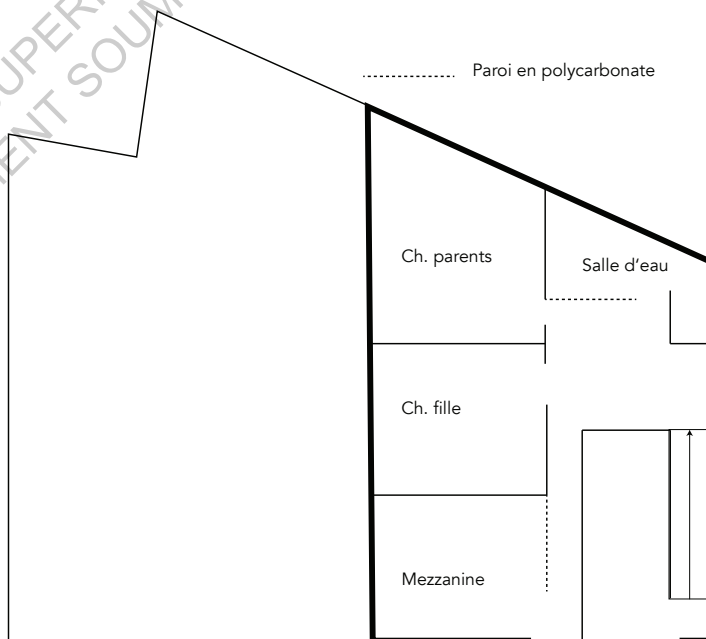 Paroi en polycarbonate
Ch. parents
Salle d'eau
Ch. fille
Mezzanine